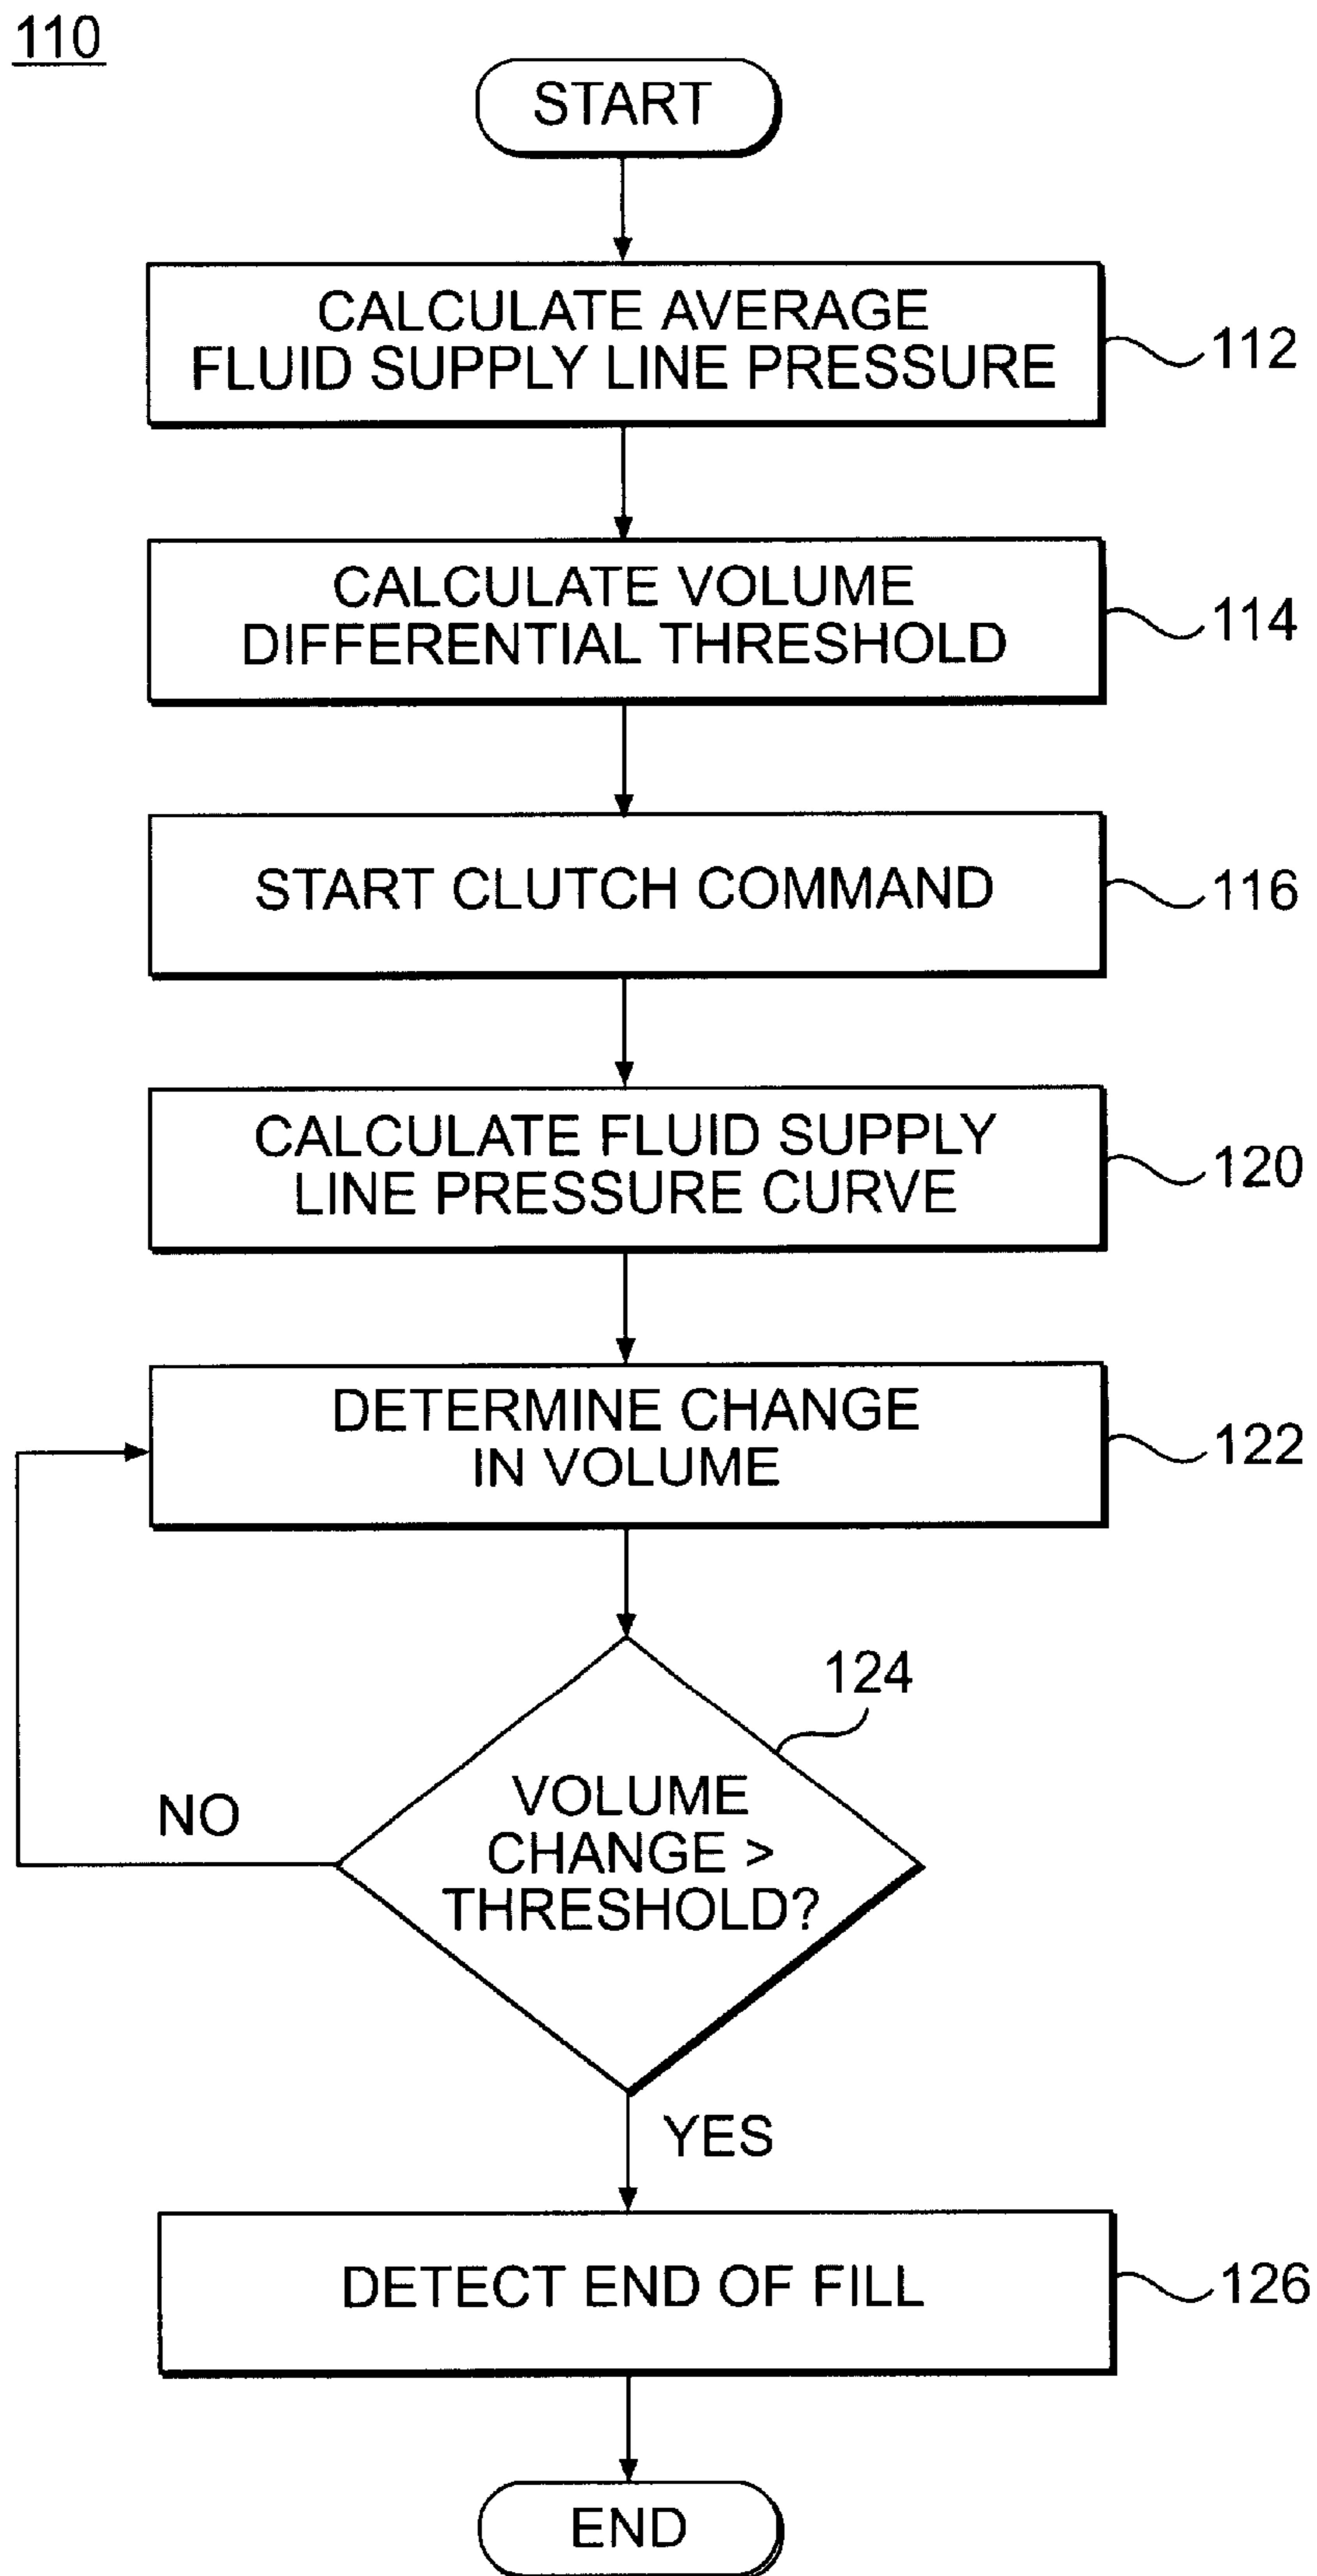 110
START
CALCULATE AVERAGE
FLUID SUPPLY LINE PRESSURE
112
CALCULATE VOLUME
DIFFERENTIAL THRESHOLD
114
START CLUTCH COMMAND
116
CALCULATE FLUID SUPPLY
LINE PRESSURE CURVE
120
DETERMINE CHANGE
IN VOLUME
122
124
VOLUME
CHANGE >
THRESHOLD?
NO
YES
DETECT END OF FILL
126
END